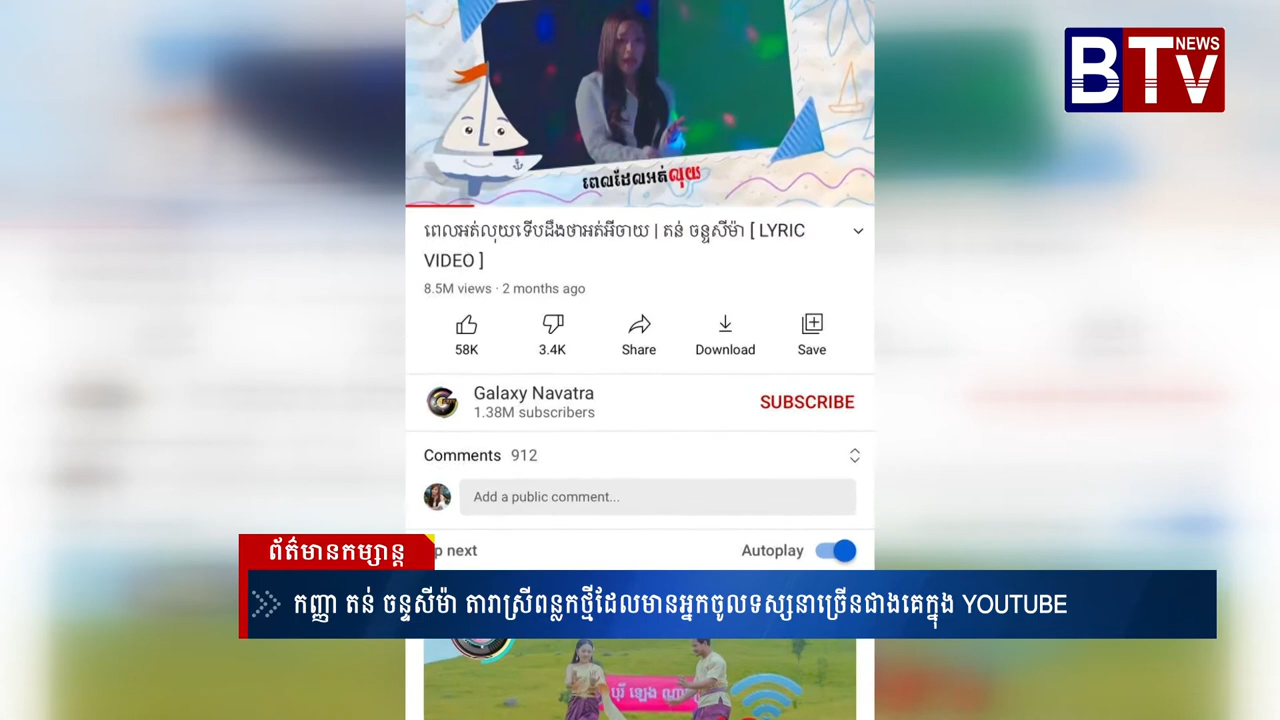 BTV NEWS
ពេលដែលអត់លុយ
ពេលអត់លុយទើបដឹងថាអត់អីចាយ | តន់ ចន្ទសីម៉ា [ LYRIC
VIDEO ]
8.5M views · 2 months ago
58K 3.4K Share Download Save
Galaxy Navatra
1.38M subscribers
SUBSCRIBE
Comments 912
Add a public comment...
p next Autoplay
ព័ត៌មានកម្សាន្ត
កញ្ញា តន់ ចន្ទសីម៉ា តារាស្រីពន្លកថ្មីដែលមានអ្នកចូលទស្សនាច្រើនជាងគេក្នុង YOUTUBE
បុរី ឡេង